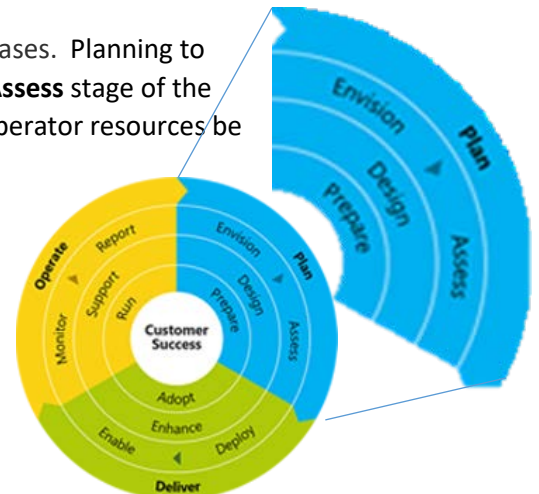 ases. Planning to
Assess stage of the
perator resources be
Envision
Plan
Design
Prepare
Assess
Operate
Report
Support
Run
Monitor
Envision
Plan
Design
Prepare
Assess
Customer
Success
Adopt
Enhance
Enable
Deploy
Deliver